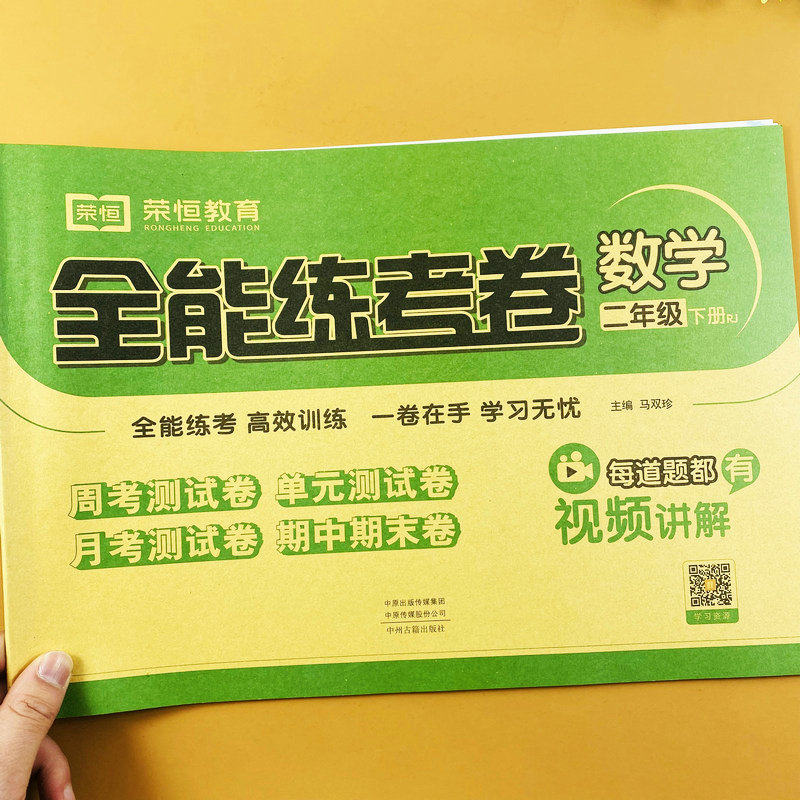 荣恒
荣恒教育
RONGHENG EDUCATION
全能练考卷
数学
二年级 下册RJ
全能练考 高效训练 一卷在手 学习无忧
主编 马双珍
周考测试卷 单元测试卷
月考测试卷 期中期末卷
每道题都有
视频讲解
学习资源
中原出版传媒集团
中原传媒股份公司
中州古籍出版社